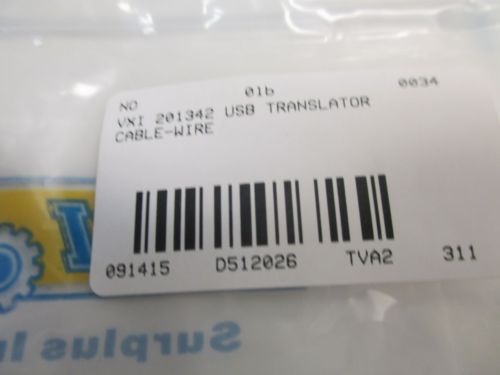 NO 01b 0034
VXI 201342 USB TRANSLATOR
CABLE-WIRE
091415 D512026 TVA2 311
Surplus